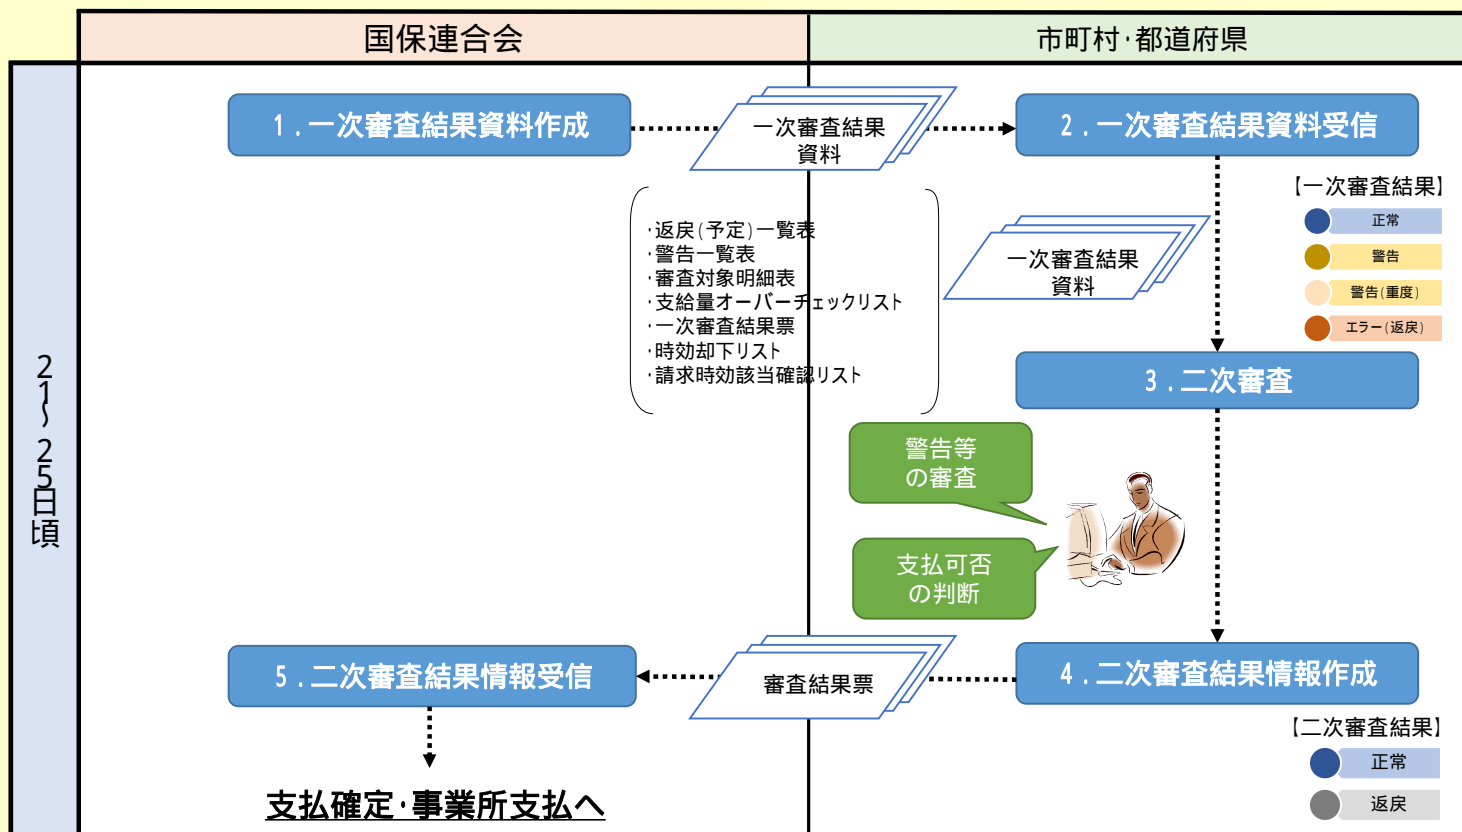 国保連合会
市町村・都道府県
21~25日頃
1.一次審査結果資料作成
一次審査結果
資料
2.一次審査結果資料受信
・返戻(予定)一覧表
・警告一覧表
・審査対象明細表
・支給量オーバーチェックリスト
・一次審査結果票
・時効却下リスト
・請求時効該当確認リスト
一次審査結果
資料
【一次審査結果】
正常
警告
警告(重度)
エラー(返戻)
3.二次審査
警告等
の審査
支払可否
の判断
5.二次審査結果情報受信
審査結果票
4.二次審査結果情報作成
【二次審査結果】
正常
返戻
支払確定・事業所支払へ